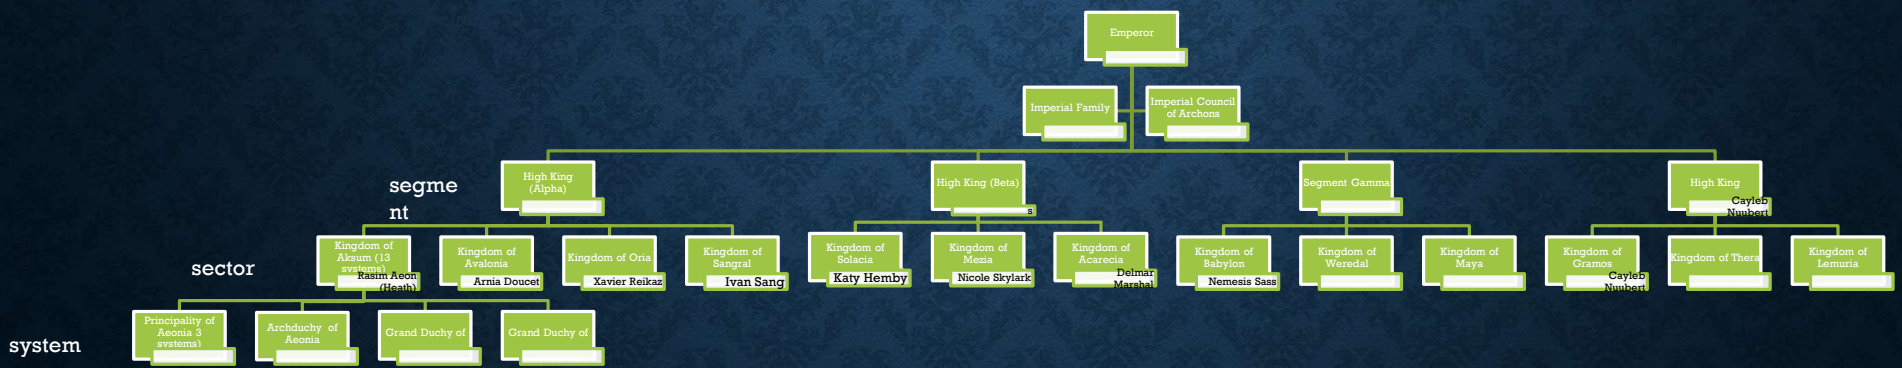 Emperor
Imperial Family
Imperial Council
of Archons
segme
nt
High King
(Alpha)
High King (Beta)
s
Segment Gamma
High King
Cayleb
Nuubert
sector
Kingdom of
Aksum (13
systems)
Rasim Aeon
(Heath)
Kingdom of
Avalonia
Arnia Doucet
Kingdom of Oria
Xavier Reikaz
Kingdom of
Sangral
Ivan Sang
Kingdom of
Solacia
Katy Hemby
Kingdom of
Mezia
Nicole Skylark
Kingdom of
Acarecia
Delmar
Marshal
Kingdom of
Babylon
Nemesis Sass
Kingdom of
Weredal
Kingdom of
Maya
Kingdom of
Gramos
Cayleb
Nuubert
Kingdom of Thera
Kingdom of
Lemuria
system
Principality of
Aeonia 3
systems)
Archduchy of
Aeonia
Grand Duchy of
Grand Duchy of